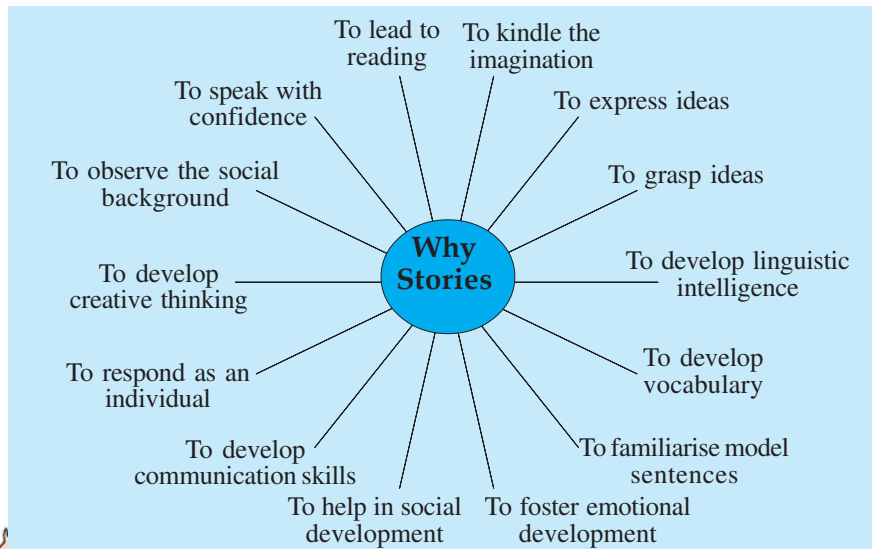 To lead to
reading
To kindle the
imagination
To express ideas
To grasp ideas
To develop linguistic
intelligence
To develop
vocabulary
To familiarise model
sentences
To foster emotional
development
To help in social
development
To develop
communication skills
To respond as an
individual
To develop
creative thinking
To observe the social
background
To speak with
confidence
Why
Stories